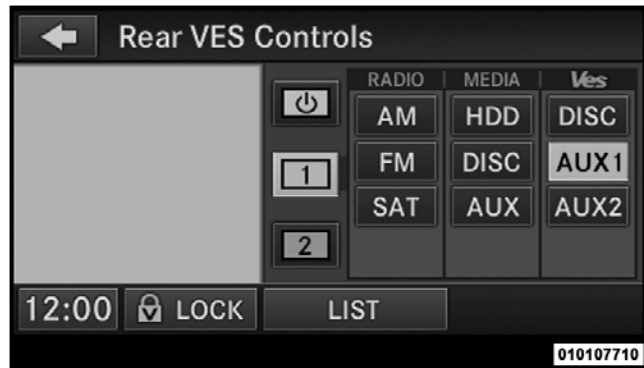 Rear VES Controls
RADIO MEDIA Ves
AM HDD DISC
1 FM DISC AUX1
SAT AUX AUX2
2
12:00 LOCK LIST
010107710